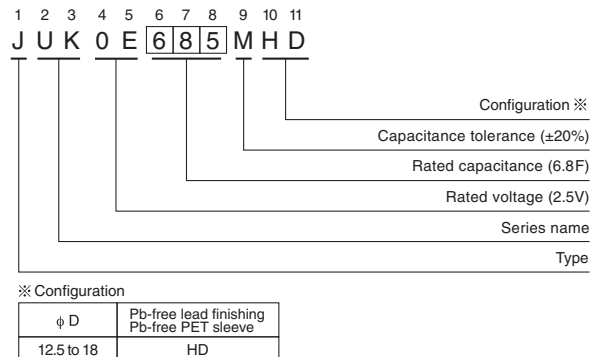 1 2 3 4 5 6 7 8 9 10 11
J U K 0 E 6 8 5 M H D
Configuration ※
Capacitance tolerance (±20%)
Rated capacitance (6.8F)
Rated voltage (2.5V)
Series name
Type
※ Configuration
ϕ D
Pb-free lead finishing
Pb-free PET sleeve
12.5 to 18 HD